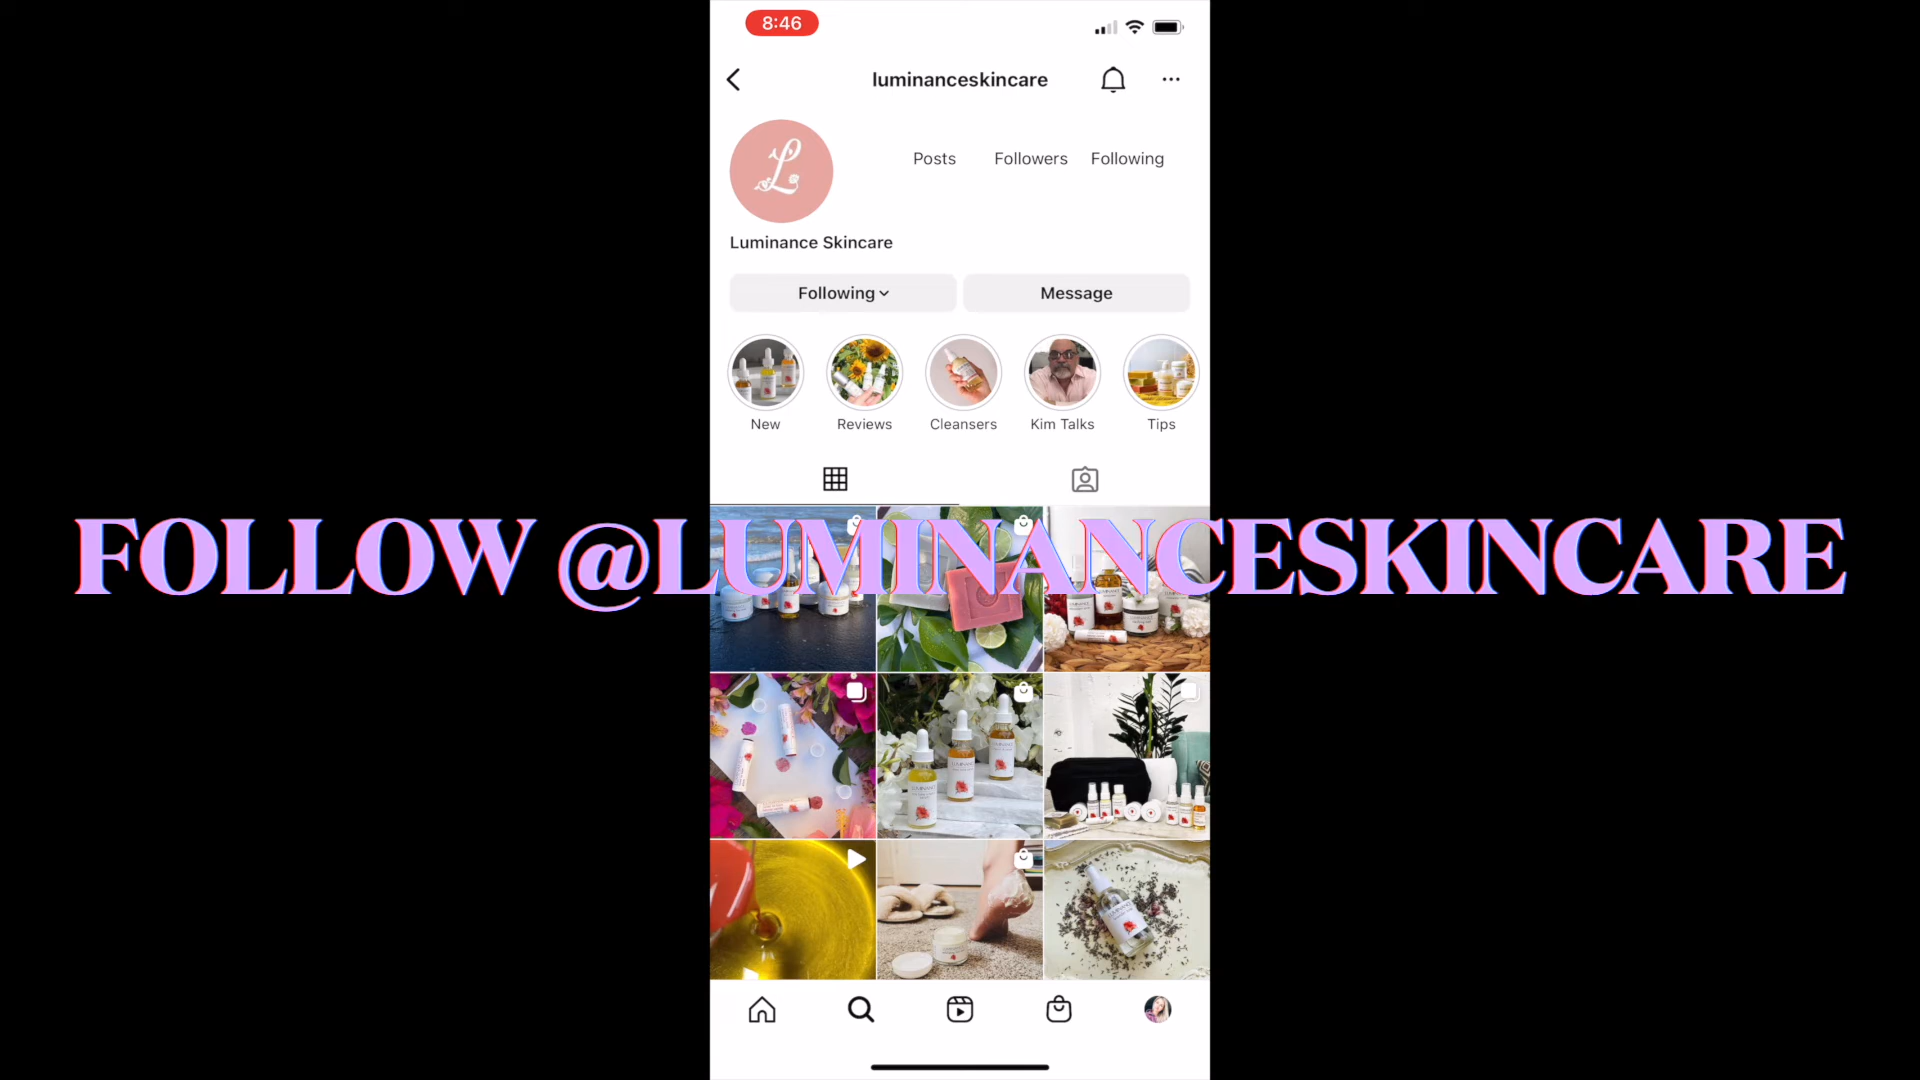 8:46
luminanceskincare
L
Posts Followers Following
Luminance Skincare
Following Message
New Reviews Cleansers Kim Talks Tips
FOLLOW @LUMINANCESKINCARE